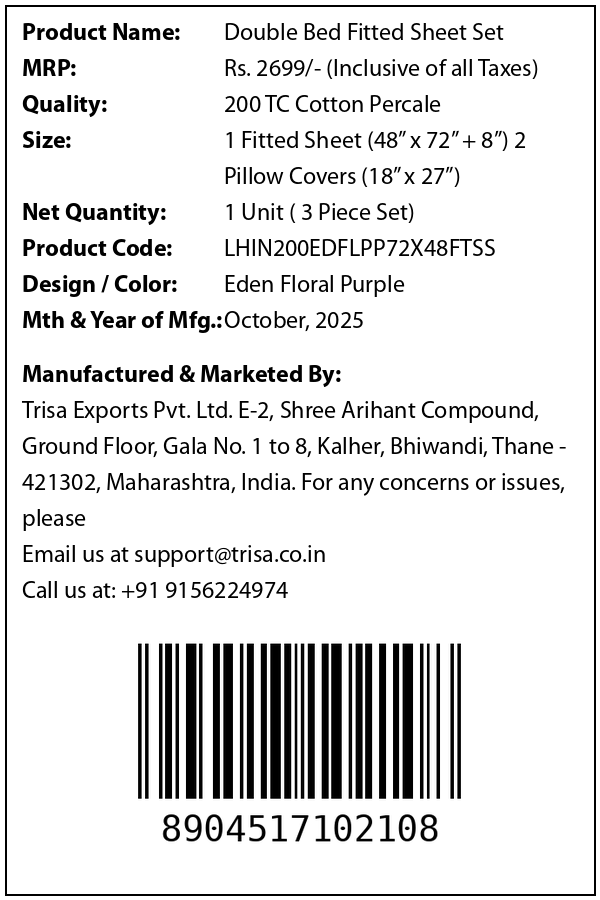 Product Name: Double Bed Fitted Sheet Set
MRP: Rs. 2699/- (Inclusive of all Taxes)
Quality: 200 TC Cotton Percale
Size: 1 Fitted Sheet (48” x 72” + 8”) 2
Pillow Covers (18” x 27”)
Net Quantity: 1 Unit ( 3 Piece Set)
Product Code: LHIN200EDFLPP72X48FTSS
Design / Color: Eden Floral Purple
Mth & Year of Mfg.: October, 2025
Manufactured & Marketed By:
Trisa Exports Pvt. Ltd. E-2, Shree Arihant Compound,
Ground Floor, Gala No. 1 to 8, Kalher, Bhiwandi, Thane -
421302, Maharashtra, India. For any concerns or issues,
please
Email us at support@trisa.co.in
Call us at: +91 9156224974
8904517102108